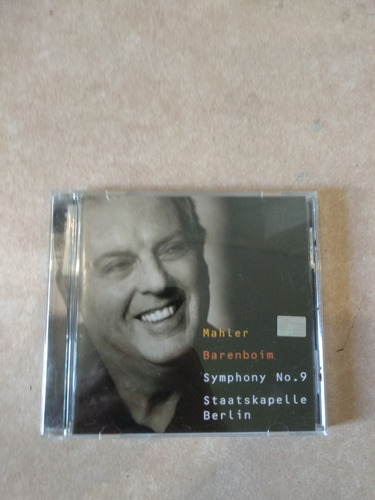 Mahler
Barenboim
Symphony No.9
Staatskapelle
Berlin